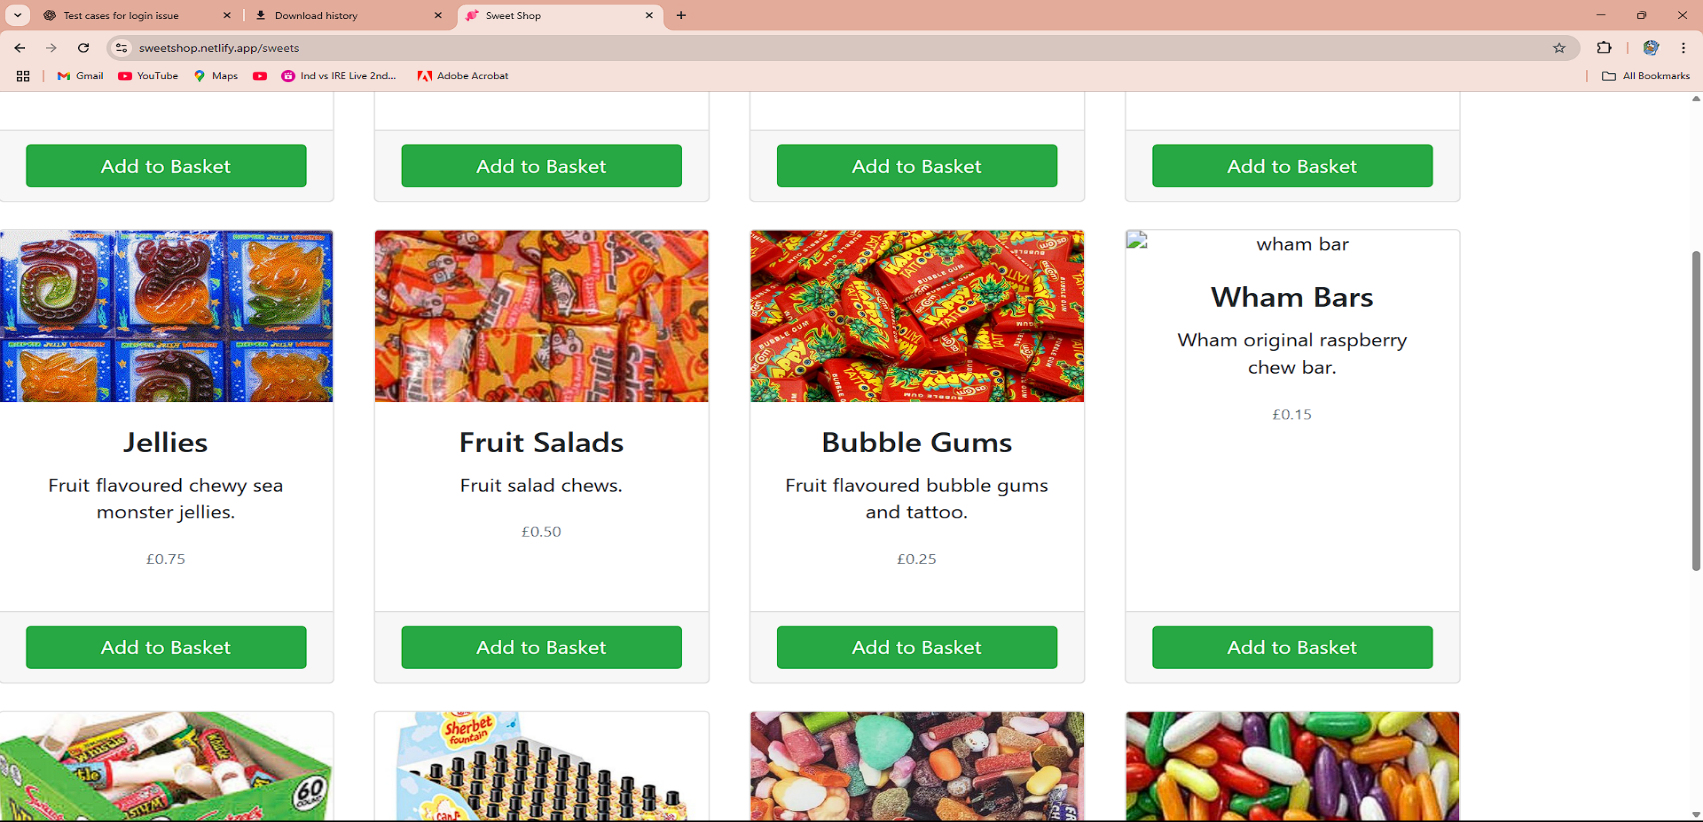 Test cases for login issue
Download history
Sweet Shop
sweetshop.netlify.app/sweets
Gmail
YouTube
Maps
Ind vs IRE Live 2nd...
Adobe Acrobat
All Bookmarks
Add to Basket
Add to Basket
Add to Basket
Add to Basket
wham bar
Jellies
Fruit flavoured chewy sea
monster jellies.
£0.75
Fruit Salads
Fruit salad chews.
£0.50
Bubble Gums
Fruit flavoured bubble gums
and tattoo.
£0.25
Wham Bars
Wham original raspberry
chew bar.
£0.15
Add to Basket
Add to Basket
Add to Basket
Add to Basket
60
Sherbet
fountain